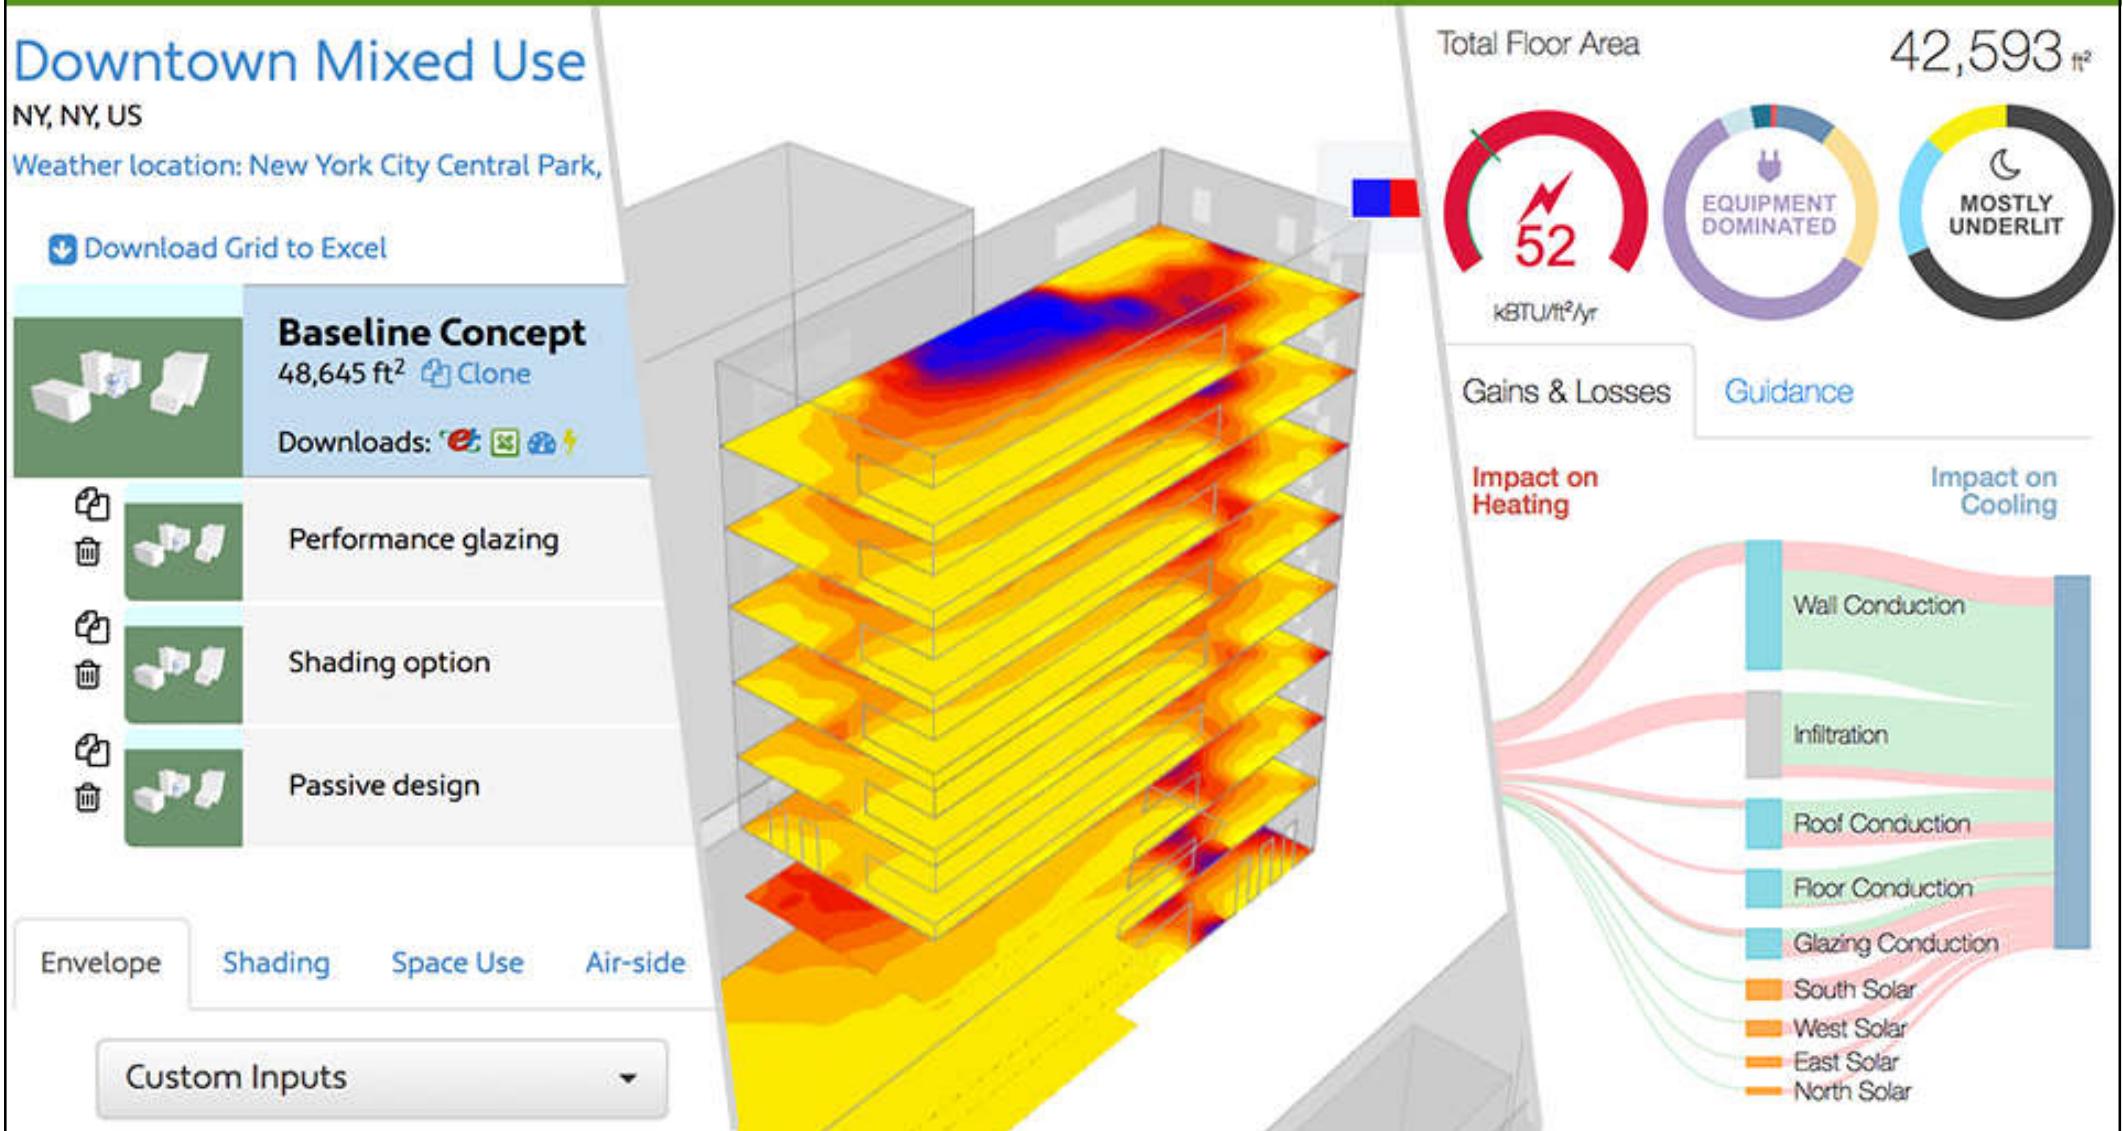 Downtown Mixed Use
NY, NY, US
Weather location: New York City Central Park,
Download Grid to Excel
Baseline Concept
48,645 ft²
Clone
Downloads:
Performance glazing
Shading option
Passive design
Envelope
Shading
Space Use
Air-side
Custom Inputs
Total Floor Area
42,593 ft²
52
kBTU/ft²/yr
EQUIPMENT
DOMINATED
MOSTLY
UNDERLIT
Gains & Losses
Guidance
Impact on
Heating
Impact on
Cooling
Wall Conduction
Infiltration
Roof Conduction
Floor Conduction
Glazing Conduction
South Solar
West Solar
East Solar
North Solar